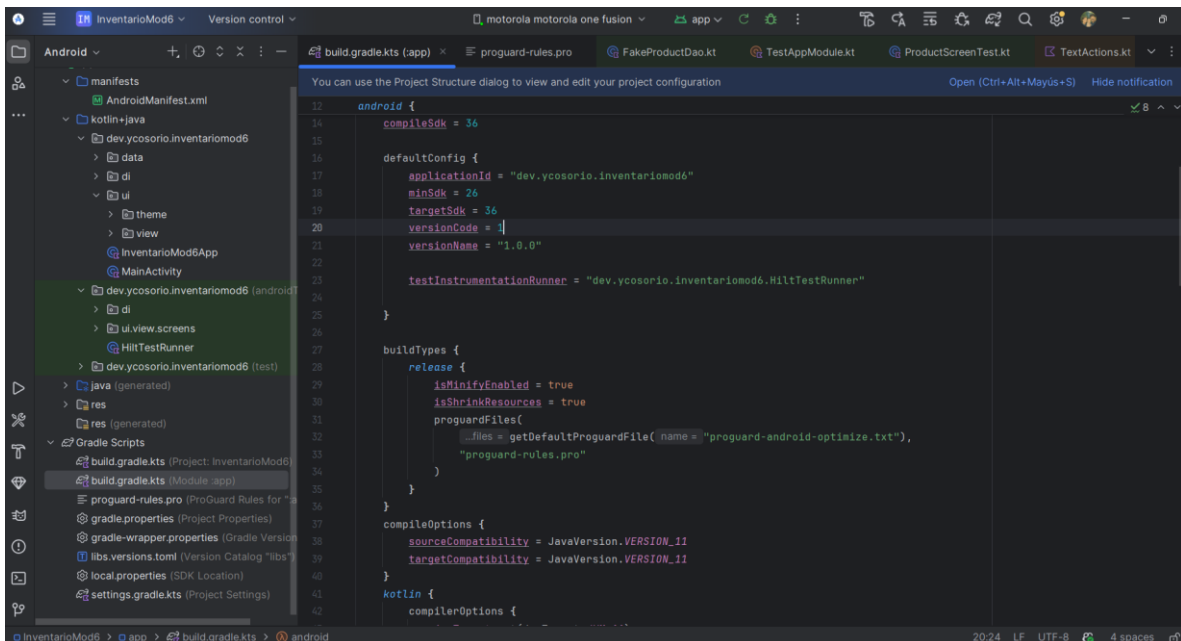 IM InventarioMod6 Version control motorola motorola one fusion app
Android
build.gradle.kts (:app) proguard-rules.pro FakeProductDao.kt TestAppModule.kt ProductScreenTest.kt TextActions.kt
You can use the Project Structure dialog to view and edit your project configuration Open (Ctrl+Alt+Mayús+S) Hide notification
manifests
AndroidManifest.xml
kotlin+java
dev.ycosorio.inventariomod6
data
di
ui
theme
view
InventarioMod6App
MainActivity
dev.ycosorio.inventariomod6 (androidT
di
ui.view.screens
HiltTestRunner
dev.ycosorio.inventariomod6 (test)
java (generated)
res
res (generated)
Gradle Scripts
build.gradle.kts (Project: InventarioMod6)
build.gradle.kts (Module :app)
proguard-rules.pro (ProGuard Rules for ":a
gradle.properties (Project Properties)
gradle-wrapper.properties (Gradle Version
libs.versions.toml (Version Catalog "libs")
local.properties (SDK Location)
settings.gradle.kts (Project Settings)
8
12 android {
14 compileSdk = 36
15
16 defaultConfig {
17 applicationId = "dev.ycosorio.inventariomod6"
18 minSdk = 26
19 targetSdk = 36
20 versionCode = 1
21 versionName = "1.0.0"
22
23 testInstrumentationRunner = "dev.ycosorio.inventariomod6.HiltTestRunner"
24
25 }
26
27 buildTypes {
28 release {
29 isMinifyEnabled = true
30 isShrinkResources = true
31 proguardFiles(
32 ...files = getDefaultProguardFile( name = "proguard-android-optimize.txt"),
33 "proguard-rules.pro"
34 )
35 }
36 }
37 compileOptions {
38 sourceCompatibility = JavaVersion.VERSION_11
39 targetCompatibility = JavaVersion.VERSION_11
40 }
41 kotlin {
42 compilerOptions {
InventarioMod6 > app > build.gradle.kts > android 20:24 LF UTF-8 4 spaces